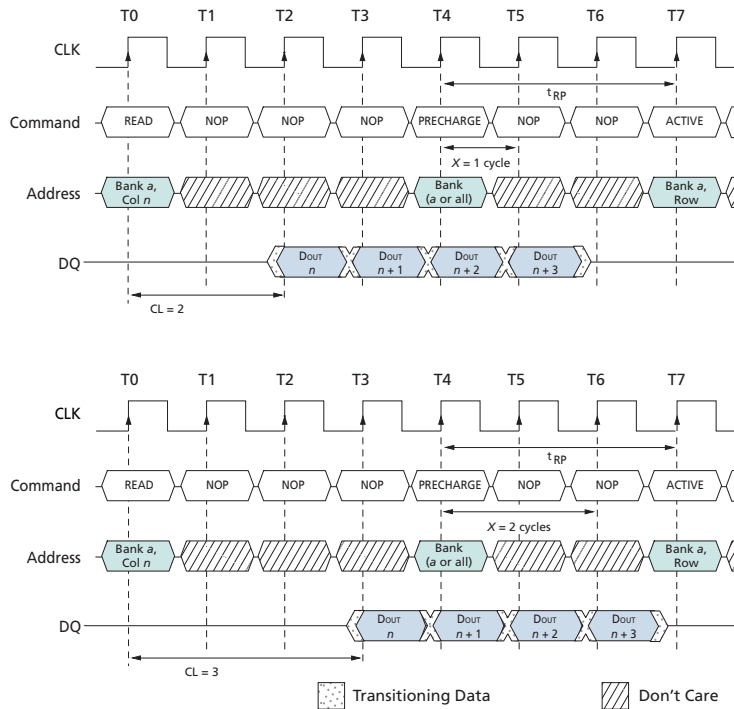 T0 T1 T2 T3 T4 T5 T6 T7
CLK
tRP
Command READ NOP NOP NOP PRECHARGE NOP NOP ACTIVE
X = 1 cycle
Address Bank a, Col n Bank (a or all) Bank a, Row
DQ DOUT n DOUT n + 1 DOUT n + 2 DOUT n + 3
CL = 2
T0 T1 T2 T3 T4 T5 T6 T7
CLK
tRP
Command READ NOP NOP NOP PRECHARGE NOP NOP ACTIVE
X = 2 cycles
Address Bank a, Col n Bank (a or all) Bank a, Row
DQ DOUT n DOUT n + 1 DOUT n + 2 DOUT n + 3
CL = 3
Transitioning Data Don't Care